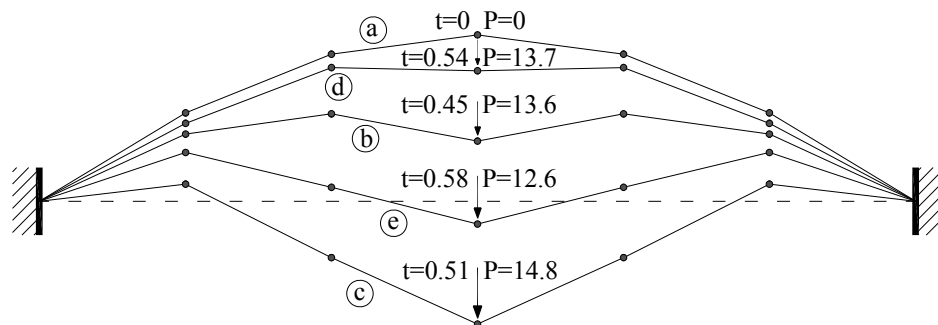 t=0 P=0
a
t=0.54 P=13.7
d
t=0.45 P=13.6
b
t=0.58 P=12.6
e
t=0.51 P=14.8
c